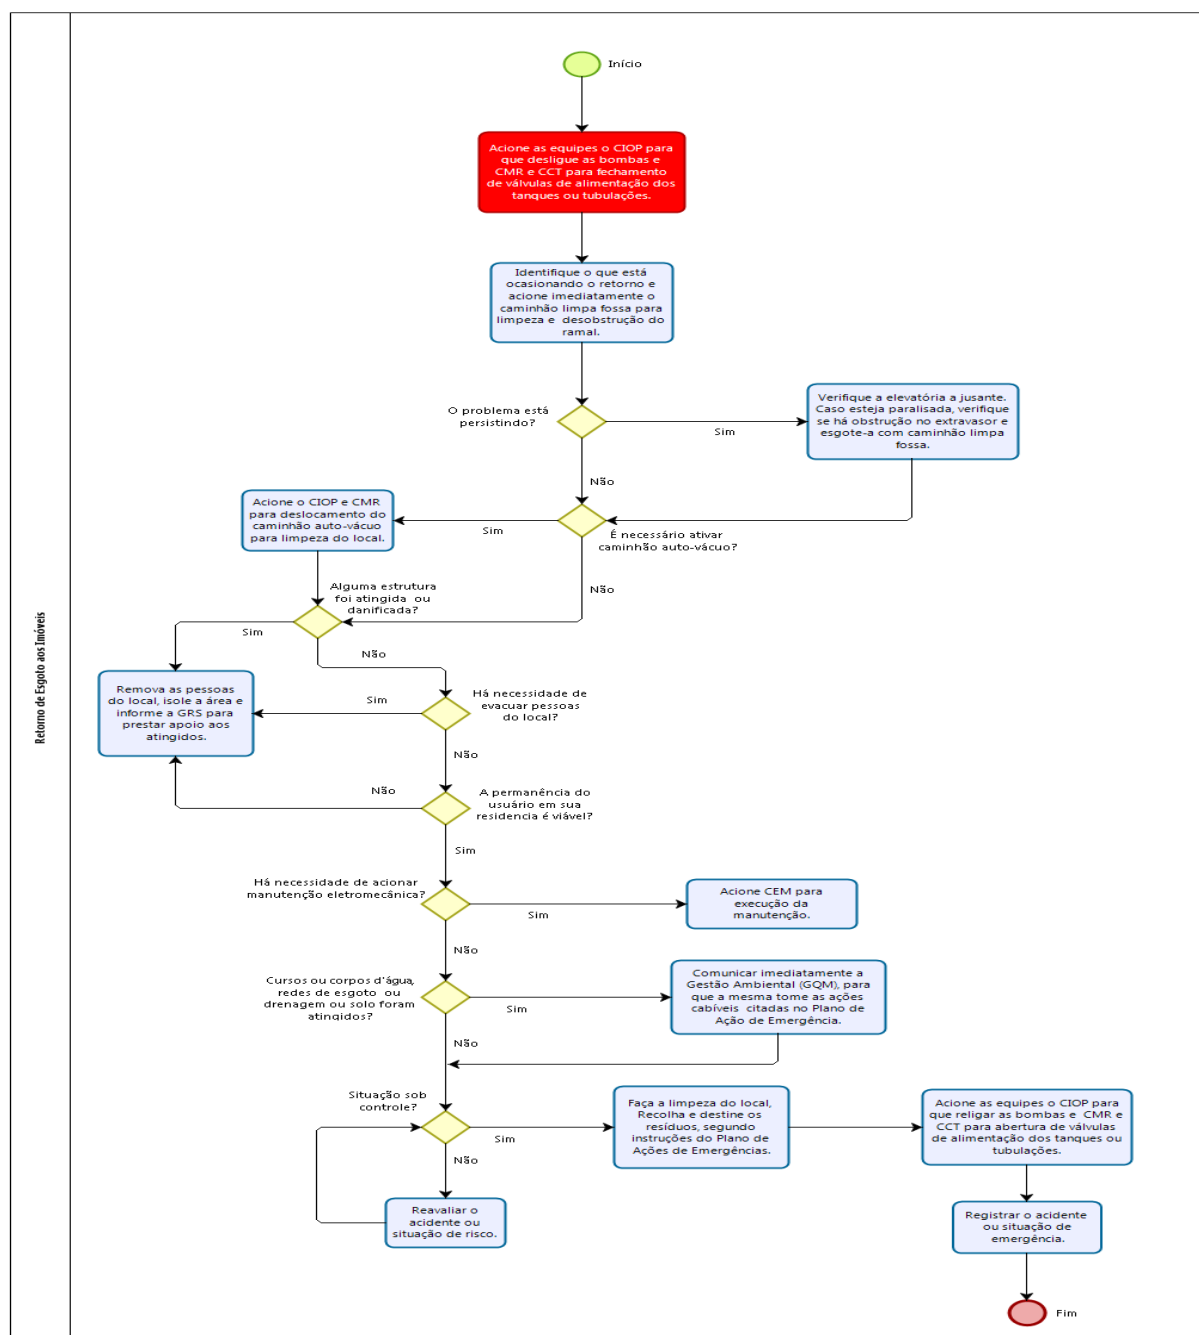 Retorno de Esgoto aos Imóveis
Início
Acione as equipes o CIOP para
que desligue as bombas e
CMR e CCT para fechamento
de válvulas de alimentação dos
tanques ou tubulações.
Identifique o que está
ocasionando o retorno e
acione imediatamente o
caminhão limpa fossa para
limpeza e desobstrução do
ramal.
O problema está
persistindo?
Sim
Verifique a elevatória a jusante.
Caso esteja paralisada, verifique
se há obstrução no extravasor e
esgote-a com caminhão limpa
fossa.
Não
É necessário ativar
caminhão auto-vácuo?
Sim
Acione o CIOP e CMR
para deslocamento do
caminhão auto-vácuo
para limpeza do local.
Não
Alguma estrutura
foi atingida ou
danificada?
Sim
Remova as pessoas
do local, isole a área e
informe a GRS para
prestar apoio aos
atingidos.
Não
Há necessidade de
evacuar pessoas
do local?
Sim
Não
A permanência do
usuário em sua
residencia é viável?
Não
Sim
Há necessidade de acionar
manutenção eletromecânica?
Sim
Acione CEM para
execução da
manutenção.
Não
Cursos ou corpos d'água,
redes de esgoto ou
drenagem ou solo foram
atingidos?
Sim
Comunicar imediatamente a
Gestão Ambiental (GQM), para
que a mesma tome as ações
cabíveis citadas no Plano de
Ação de Emergência.
Não
Situação sob
controle?
Sim
Faça a limpeza do local,
Recolha e destine os
resíduos, segundo
instruções do Plano de
Ações de Emergências.
Acione as equipes o CIOP para
que religar as bombas e CMR e
CCT para abertura de válvulas
de alimentação dos tanques ou
tubulações.
Não
Reavaliar o
acidente ou
situação de risco.
Registrar o acidente
ou situação de
emergência.
Fim